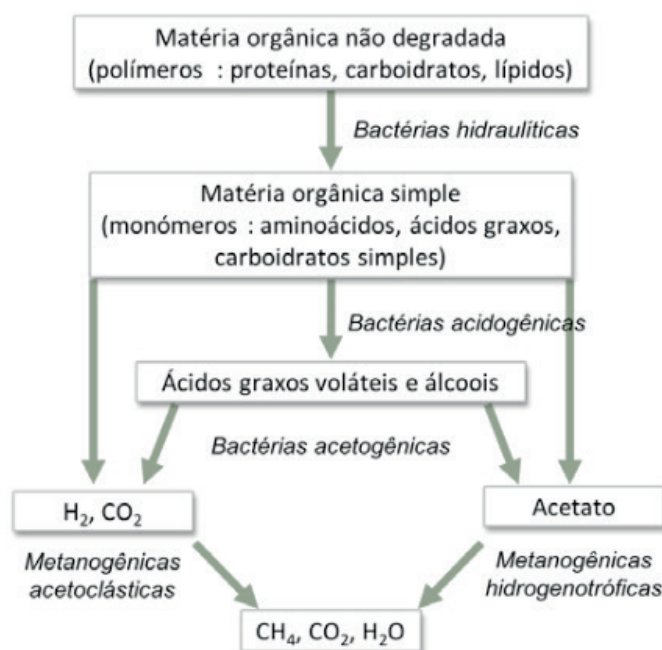 Matéria orgânica não degradada
(polímeros : proteínas, carboidratos, lípidos)
Bactérias hidraulíticas
Matéria orgânica simple
(monómeros : aminoácidos, ácidos graxos,
carboidratos simples)
Bactérias acidogênicas
Ácidos graxos voláteis e álcoois
Bactérias acetogênicas
H₂, CO₂
Acetato
Metanogênicas
acetoclásticas
Metanogênicas
hidrogenotróficas
CH₄, CO₂, H₂O